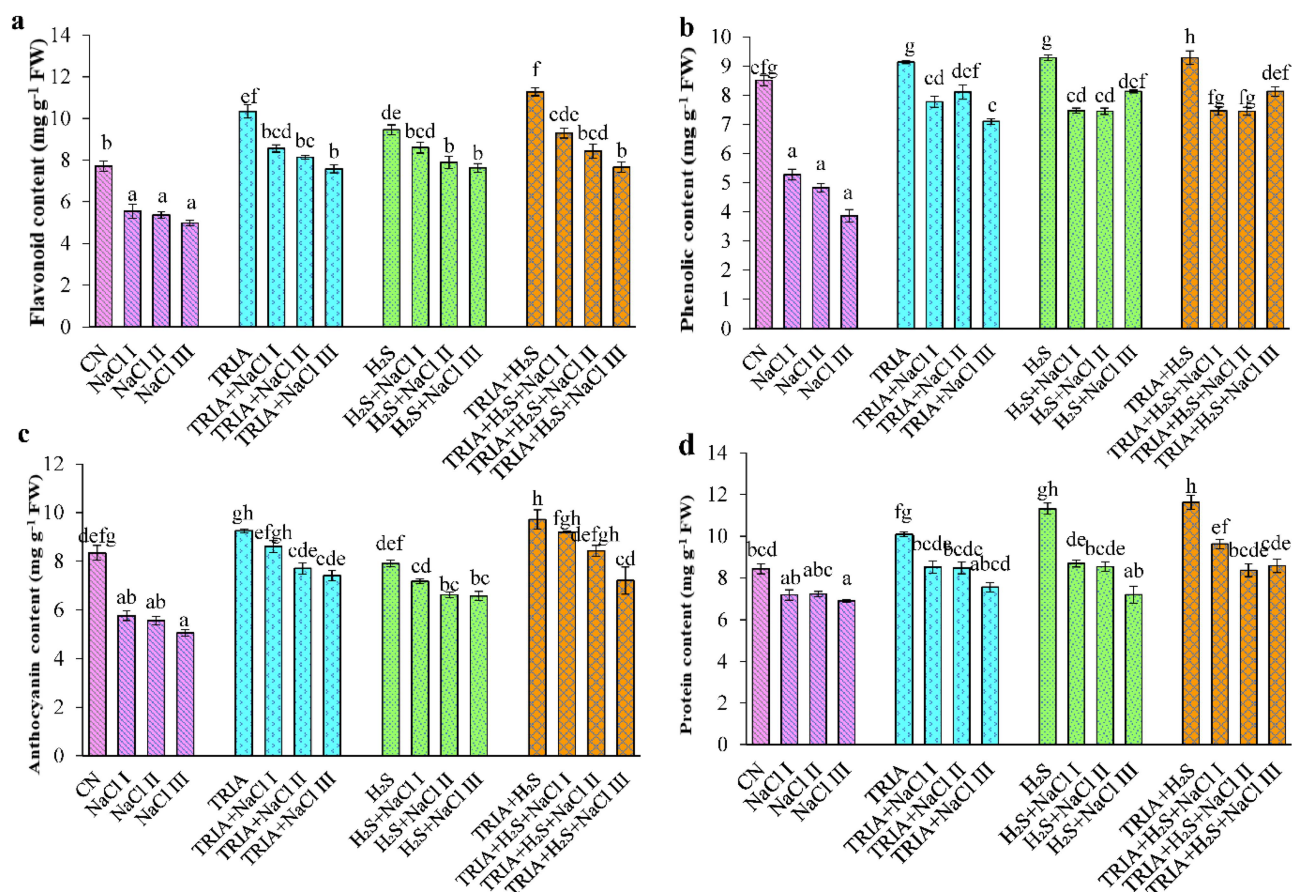 a
Flavonoid content (mg g⁻¹ FW)
14
12
10
8
6
4
2
0
b
a
a
a
ef
bcd
bc
b
de
bcd
b
b
f
cdc
bcd
b
CN
NaCl I
NaCl II
NaCl III
TRIA
TRIA+NaCl I
TRIA+NaCl II
TRIA+NaCl III
H₂S
H₂S+NaCl I
H₂S+NaCl II
H₂S+NaCl III
TRIA+H₂S
TRIA+H₂S+NaCl I
TRIA+H₂S+NaCl II
TRIA+H₂S+NaCl III
b
Phenolic content (mg g⁻¹ FW)
10
9
8
7
6
5
4
3
2
1
0
cfg
a
a
a
g
cd
dcf
c
g
cd
cd
dcf
h
fg
fg
def
CN
NaCl I
NaCl II
NaCl III
TRIA
TRIA+NaCl I
TRIA+NaCl II
TRIA+NaCl III
H₂S
H₂S+NaCl I
H₂S+NaCl II
H₂S+NaCl III
TRIA+H₂S
TRIA+H₂S+NaCl I
TRIA+H₂S+NaCl II
TRIA+H₂S+NaCl III
c
Anthocyanin content (mg g⁻¹ FW)
12
10
8
6
4
2
0
defg
ab
ab
a
gh
efgh
cde
cde
def
cd
bc
bc
h
fgh
defgh
cd
CN
NaCl I
NaCl II
NaCl III
TRIA
TRIA+NaCl I
TRIA+NaCl II
TRIA+NaCl III
H₂S
H₂S+NaCl I
H₂S+NaCl II
H₂S+NaCl III
TRIA+H₂S
TRIA+H₂S+NaCl I
TRIA+H₂S+NaCl II
TRIA+H₂S+NaCl III
d
Protein content (mg g⁻¹ FW)
14
12
10
8
6
4
2
0
bcd
ab
abc
a
fg
bcde
bcdc
abcd
gh
de
bcde
ab
h
ef
bcde
cde
CN
NaCl I
NaCl II
NaCl III
TRIA
TRIA+NaCl I
TRIA+NaCl II
TRIA+NaCl III
H₂S
H₂S+NaCl I
H₂S+NaCl II
H₂S+NaCl III
TRIA+H₂S
TRIA+H₂S+NaCl I
TRIA+H₂S+NaCl II
TRIA+H₂S+NaCl III